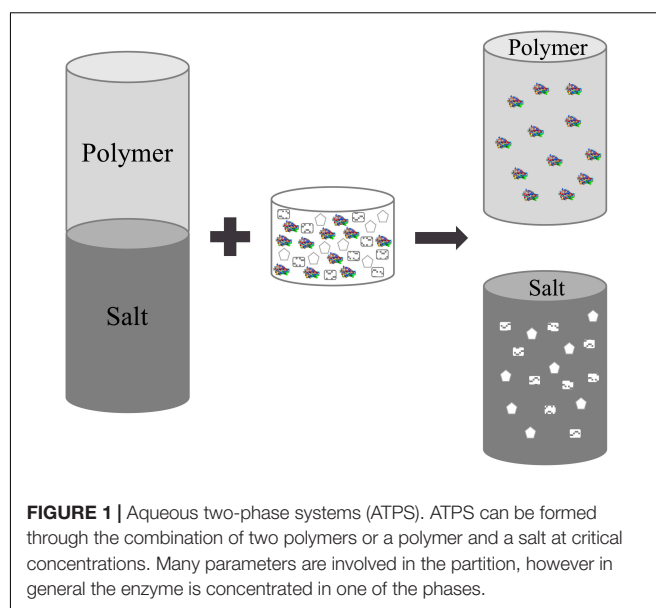 Polymer
Salt
Polymer
Salt
FIGURE 1 | Aqueous two-phase systems (ATPS). ATPS can be formed
through the combination of two polymers or a polymer and a salt at critical
concentrations. Many parameters are involved in the partition, however in
general the enzyme is concentrated in one of the phases.